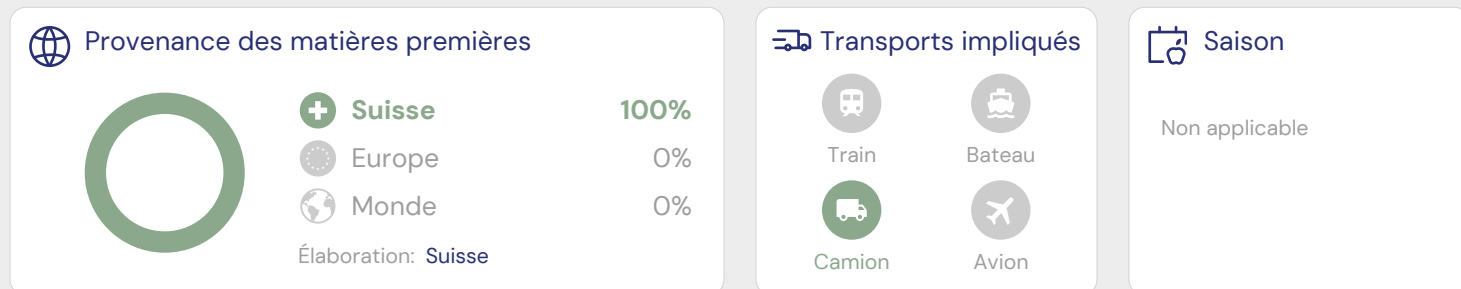 Provenance des matières premières
Suisse 100%
Europe 0%
Monde 0%
Élaboration: Suisse
Transports impliqués
Train
Bateau
Camion
Avion
Saison
Non applicable